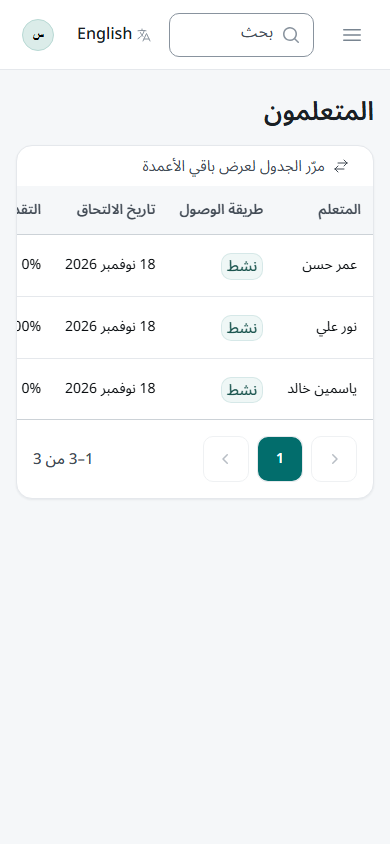 بحث
English
س
المتعلمون
مرّر الجدول لعرض باقي الأعمدة
المتعلم طريقة الوصول تاريخ الالتحاق
عمر حسن نشط 18 نوفمبر 2026 0%
نور علي نشط 18 نوفمبر 2026
ياسمين خالد نشط 18 نوفمبر 2026 0%
1
1–3 من 3